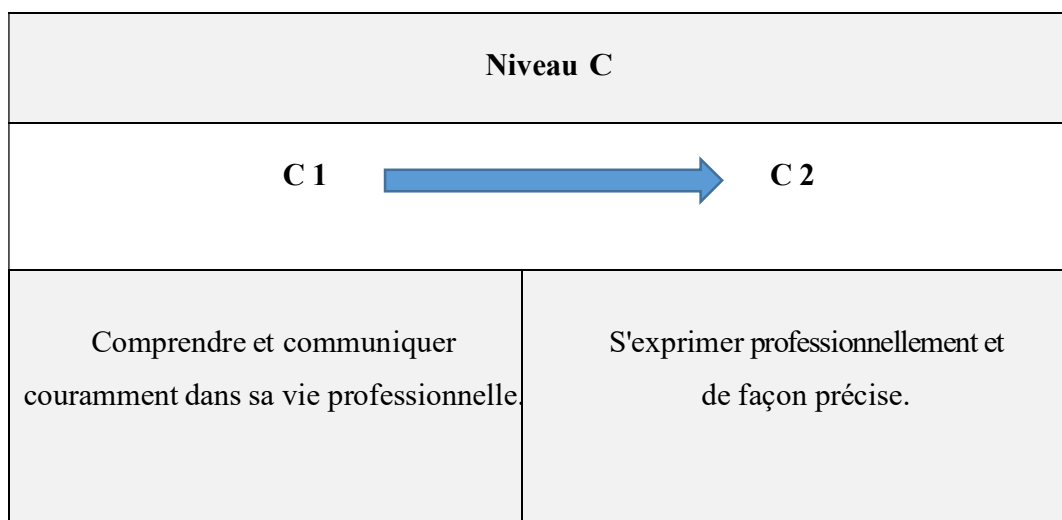 Niveau C
C 1 C 2
Comprendre et communiquer
couramment dans sa vie professionnelle.
S'exprimer professionnellement et
de façon précise.